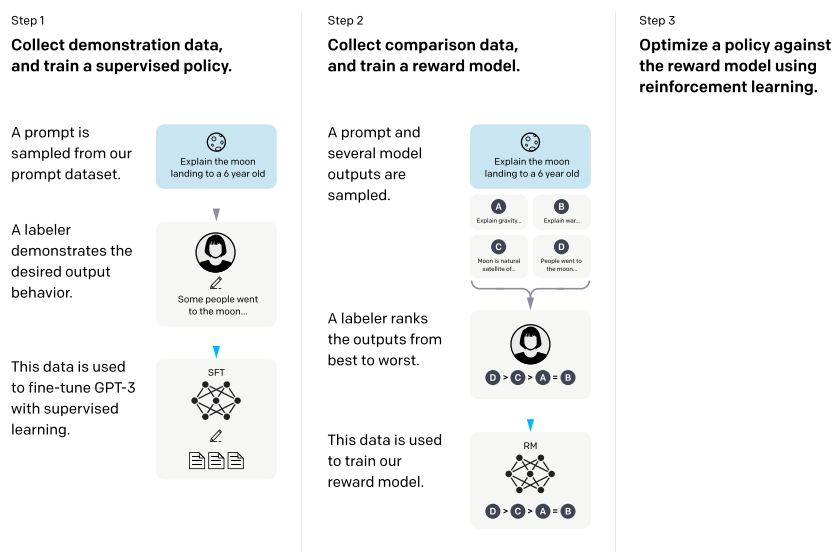 Step 1
Collect demonstration data,
and train a supervised policy.
A prompt is
sampled from our
prompt dataset.
Explain the moon
landing to a 6 year old
A labeler
demonstrates the
desired output
behavior.
Some people went
to the moon...
This data is used
to fine-tune GPT-3
with supervised
learning.
SFT
Step 2
Collect comparison data,
and train a reward model.
A prompt and
several model
outputs are
sampled.
Explain the moon
landing to a 6 year old
A
Explain gravity...
B
Explain war...
C
Moon is natural
satellite of...
D
People went to
the moon...
A labeler ranks
the outputs from
best to worst.
D > C > A = B
This data is used
to train our
reward model.
RM
D > C > A = B
Step 3
Optimize a policy against
the reward model using
reinforcement learning.